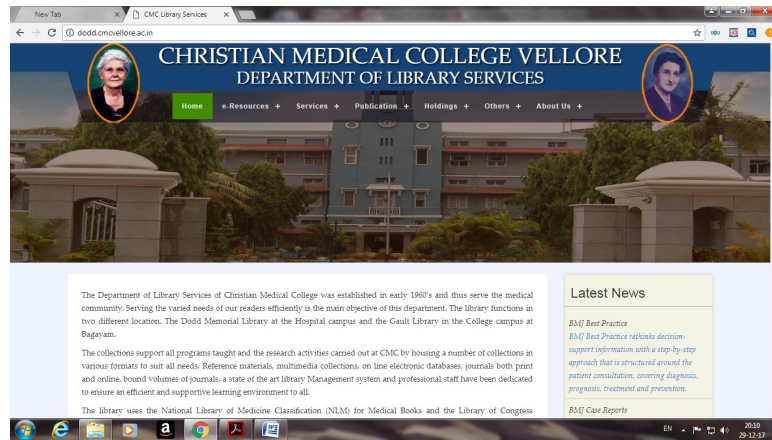 New Tab
CMC Library Services
dodd.cmcvellore.ac.in
CHRISTIAN MEDICAL COLLEGE VELLORE
DEPARTMENT OF LIBRARY SERVICES
Home e-Resources + Services + Publication + Holdings + Others + About Us +
The Department of Library Services of Christian Medical College was established in early 1960's and thus serve the medical
community. Serving the varied needs of our readers efficiently is the main objective of this department. The library functions in
two different location. The Dodd Memorial Library at the Hospital campus and the Gault Library in the College campus at
Bagayam.
The collections support all programs taught and the research activities carried out at CMC by housing a number of collections in
various formats to suit all needs. Reference materials, multimedia collections, on line electronic databases, journals both print
and online, bound volumes of journals, a state of the art library Management system and professional staff have been dedicated
to ensure an efficient and supportive learning environment to all.
The library uses the National Library of Medicine Classification (NLM) for Medical Books and the Library of Congress
Latest News
BMJ Best Practice
BMJ Best Practice rethinks decision-
support information with a step-by-step
approach that is structured around the
patient consultation, covering diagnosis,
prognosis, treatment and prevention.
BMJ Case Reports
EN
20:10
29-12-17